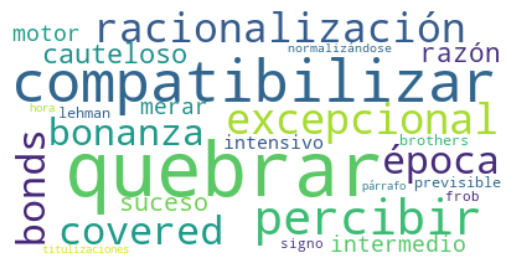 motor racionalización
cauteloso normalizándose razón
compatibilizar
hora lehman merar excepcional
bonds bonanza intensivo brothers
quebrar época
suceso párrafo previsible
covered percibir frob
titulizaciones signo intermedio